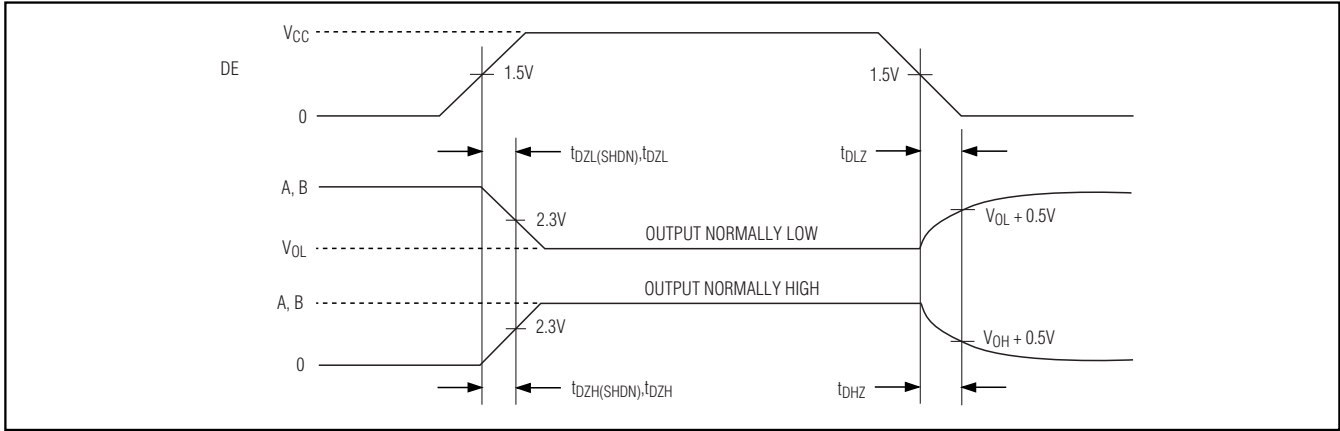 VCC
DE
1.5V
1.5V
0
tDZL(SHDN),tDZL
tDLZ
A, B
2.3V
VOL + 0.5V
OUTPUT NORMALLY LOW
VOL
OUTPUT NORMALLY HIGH
A, B
2.3V
VOH + 0.5V
0
tDZH(SHDN),tDZH
tDHZ